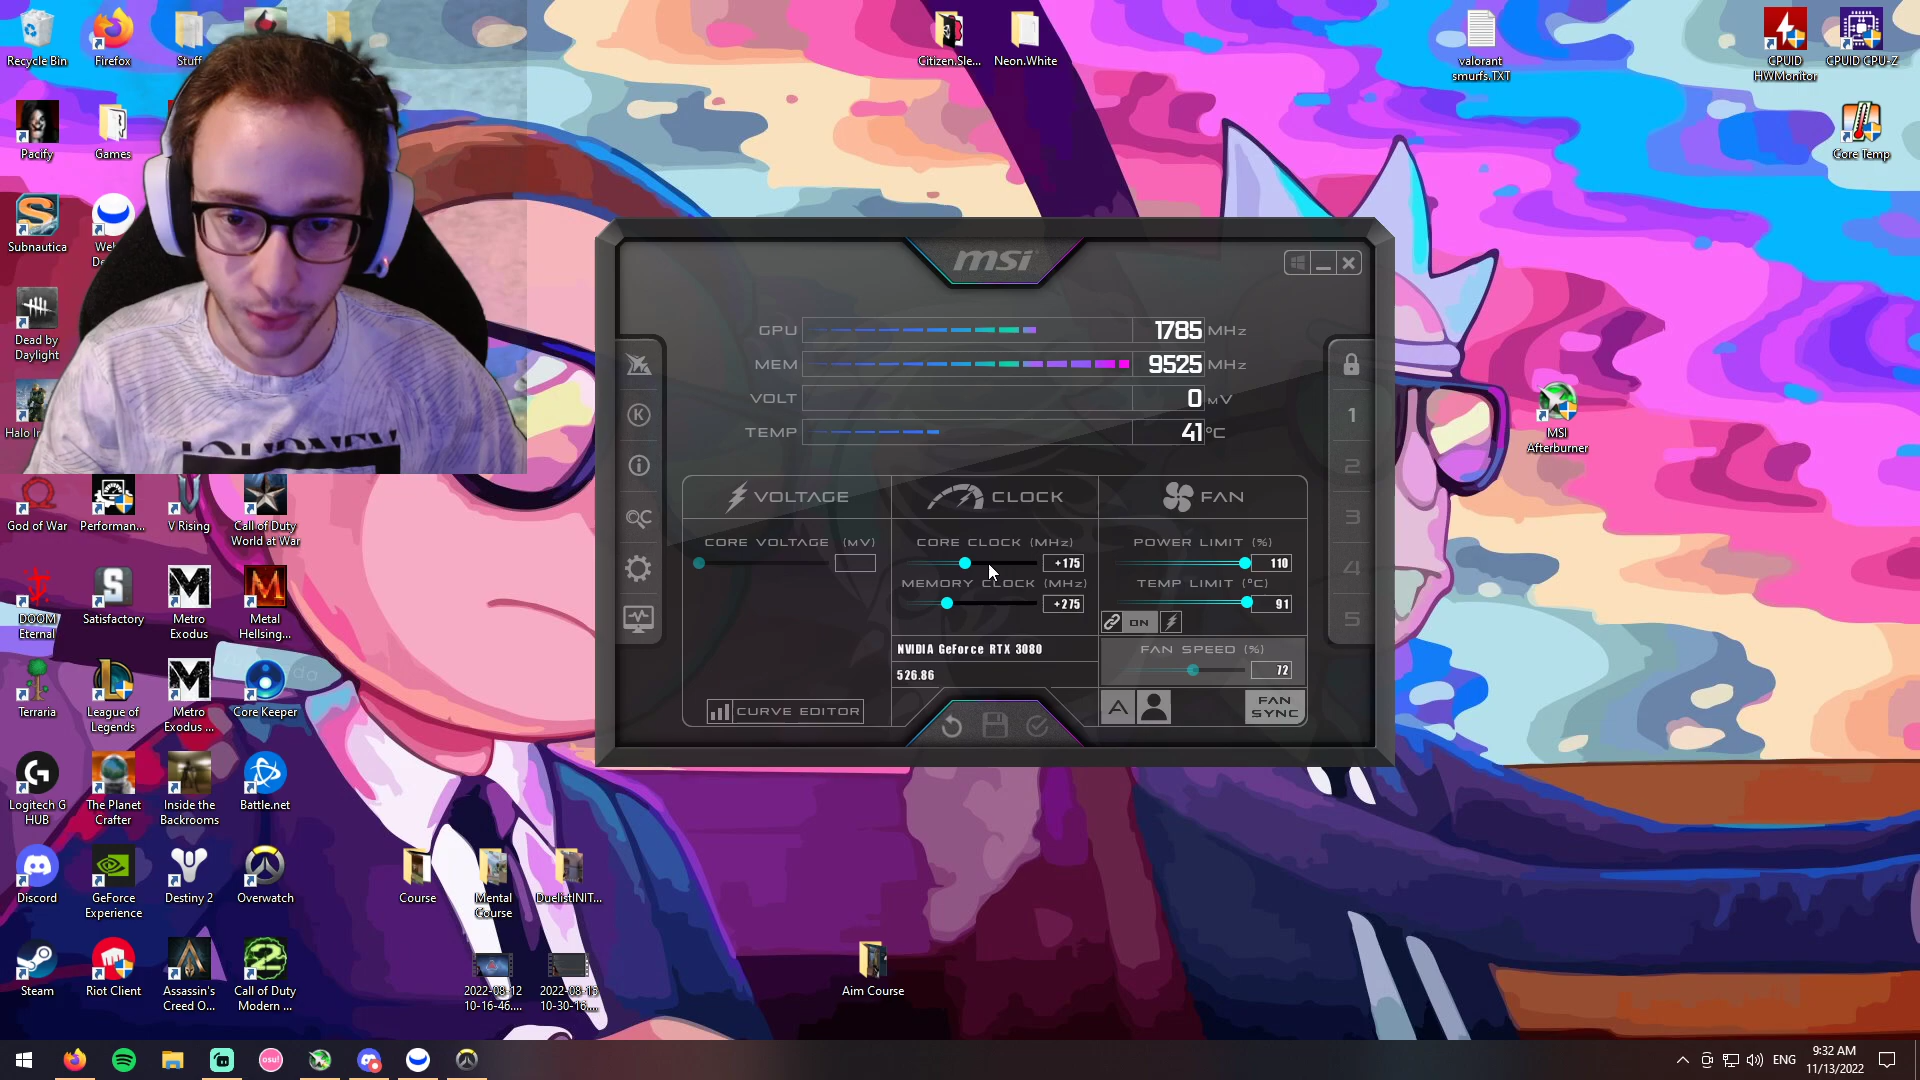 Recycle Bin
Firefox
Stuff
Citizen.Sle...
Neon.White
valorant
smurfs.TXT
CPUID
HWMonitor
CPUID CPU-Z
Pacify
Games
Core Temp
Subnautica
Dead by
Daylight
JOURNEY
msi
GPU
1785
MHz
MEM
9525
MHz
VOLT
0
MV
TEMP
41
°C
K
i
OC
1
2
3
4
5
VOLTAGE
CLOCK
FAN
CORE VOLTAGE (MV)
CORE CLOCK (MHz)
+175
MEMORY CLOCK (MHz)
+275
POWER LIMIT (%)
110
TEMP LIMIT (°C)
91
ON
NVIDIA GeForce RTX 3080
526.86
FAN SPEED (%)
72
CURVE EDITOR
A
FAN
SYNC
MSI
Afterburner
God of War
Performan...
V Rising
Call of Duty
World at War
DOOM
Eternal
Satisfactory
Metro
Exodus
Metal
Hellsing...
Terraria
League of
Legends
Metro
Exodus ...
Core Keeper
Logitech G
HUB
The Planet
Crafter
Inside the
Backrooms
Battle.net
Discord
GeForce
Experience
Destiny 2
Overwatch
Course
Mental
Course
DuelistINIT...
Steam
Riot Client
Assassin's
Creed O...
Call of Duty
Modern ...
2022-08-12
10-16-46....
2022-08-13
10-30-16....
Aim Course
osu!
ENG
9:32 AM
11/13/2022